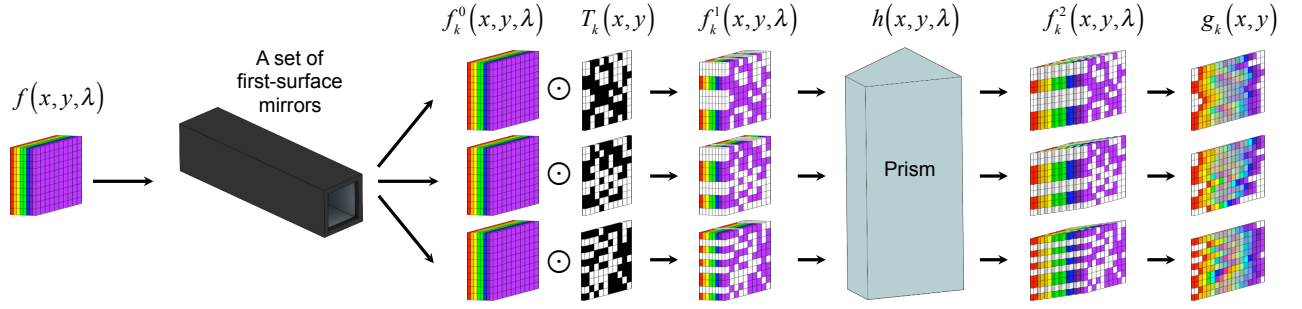 f(x, y, λ)
A set of
first-surface
mirrors
f_k^0(x, y, λ)
T_k(x, y)
f_k^1(x, y, λ)
h(x, y, λ)
Prism
f_k^2(x, y, λ)
g_k(x, y)